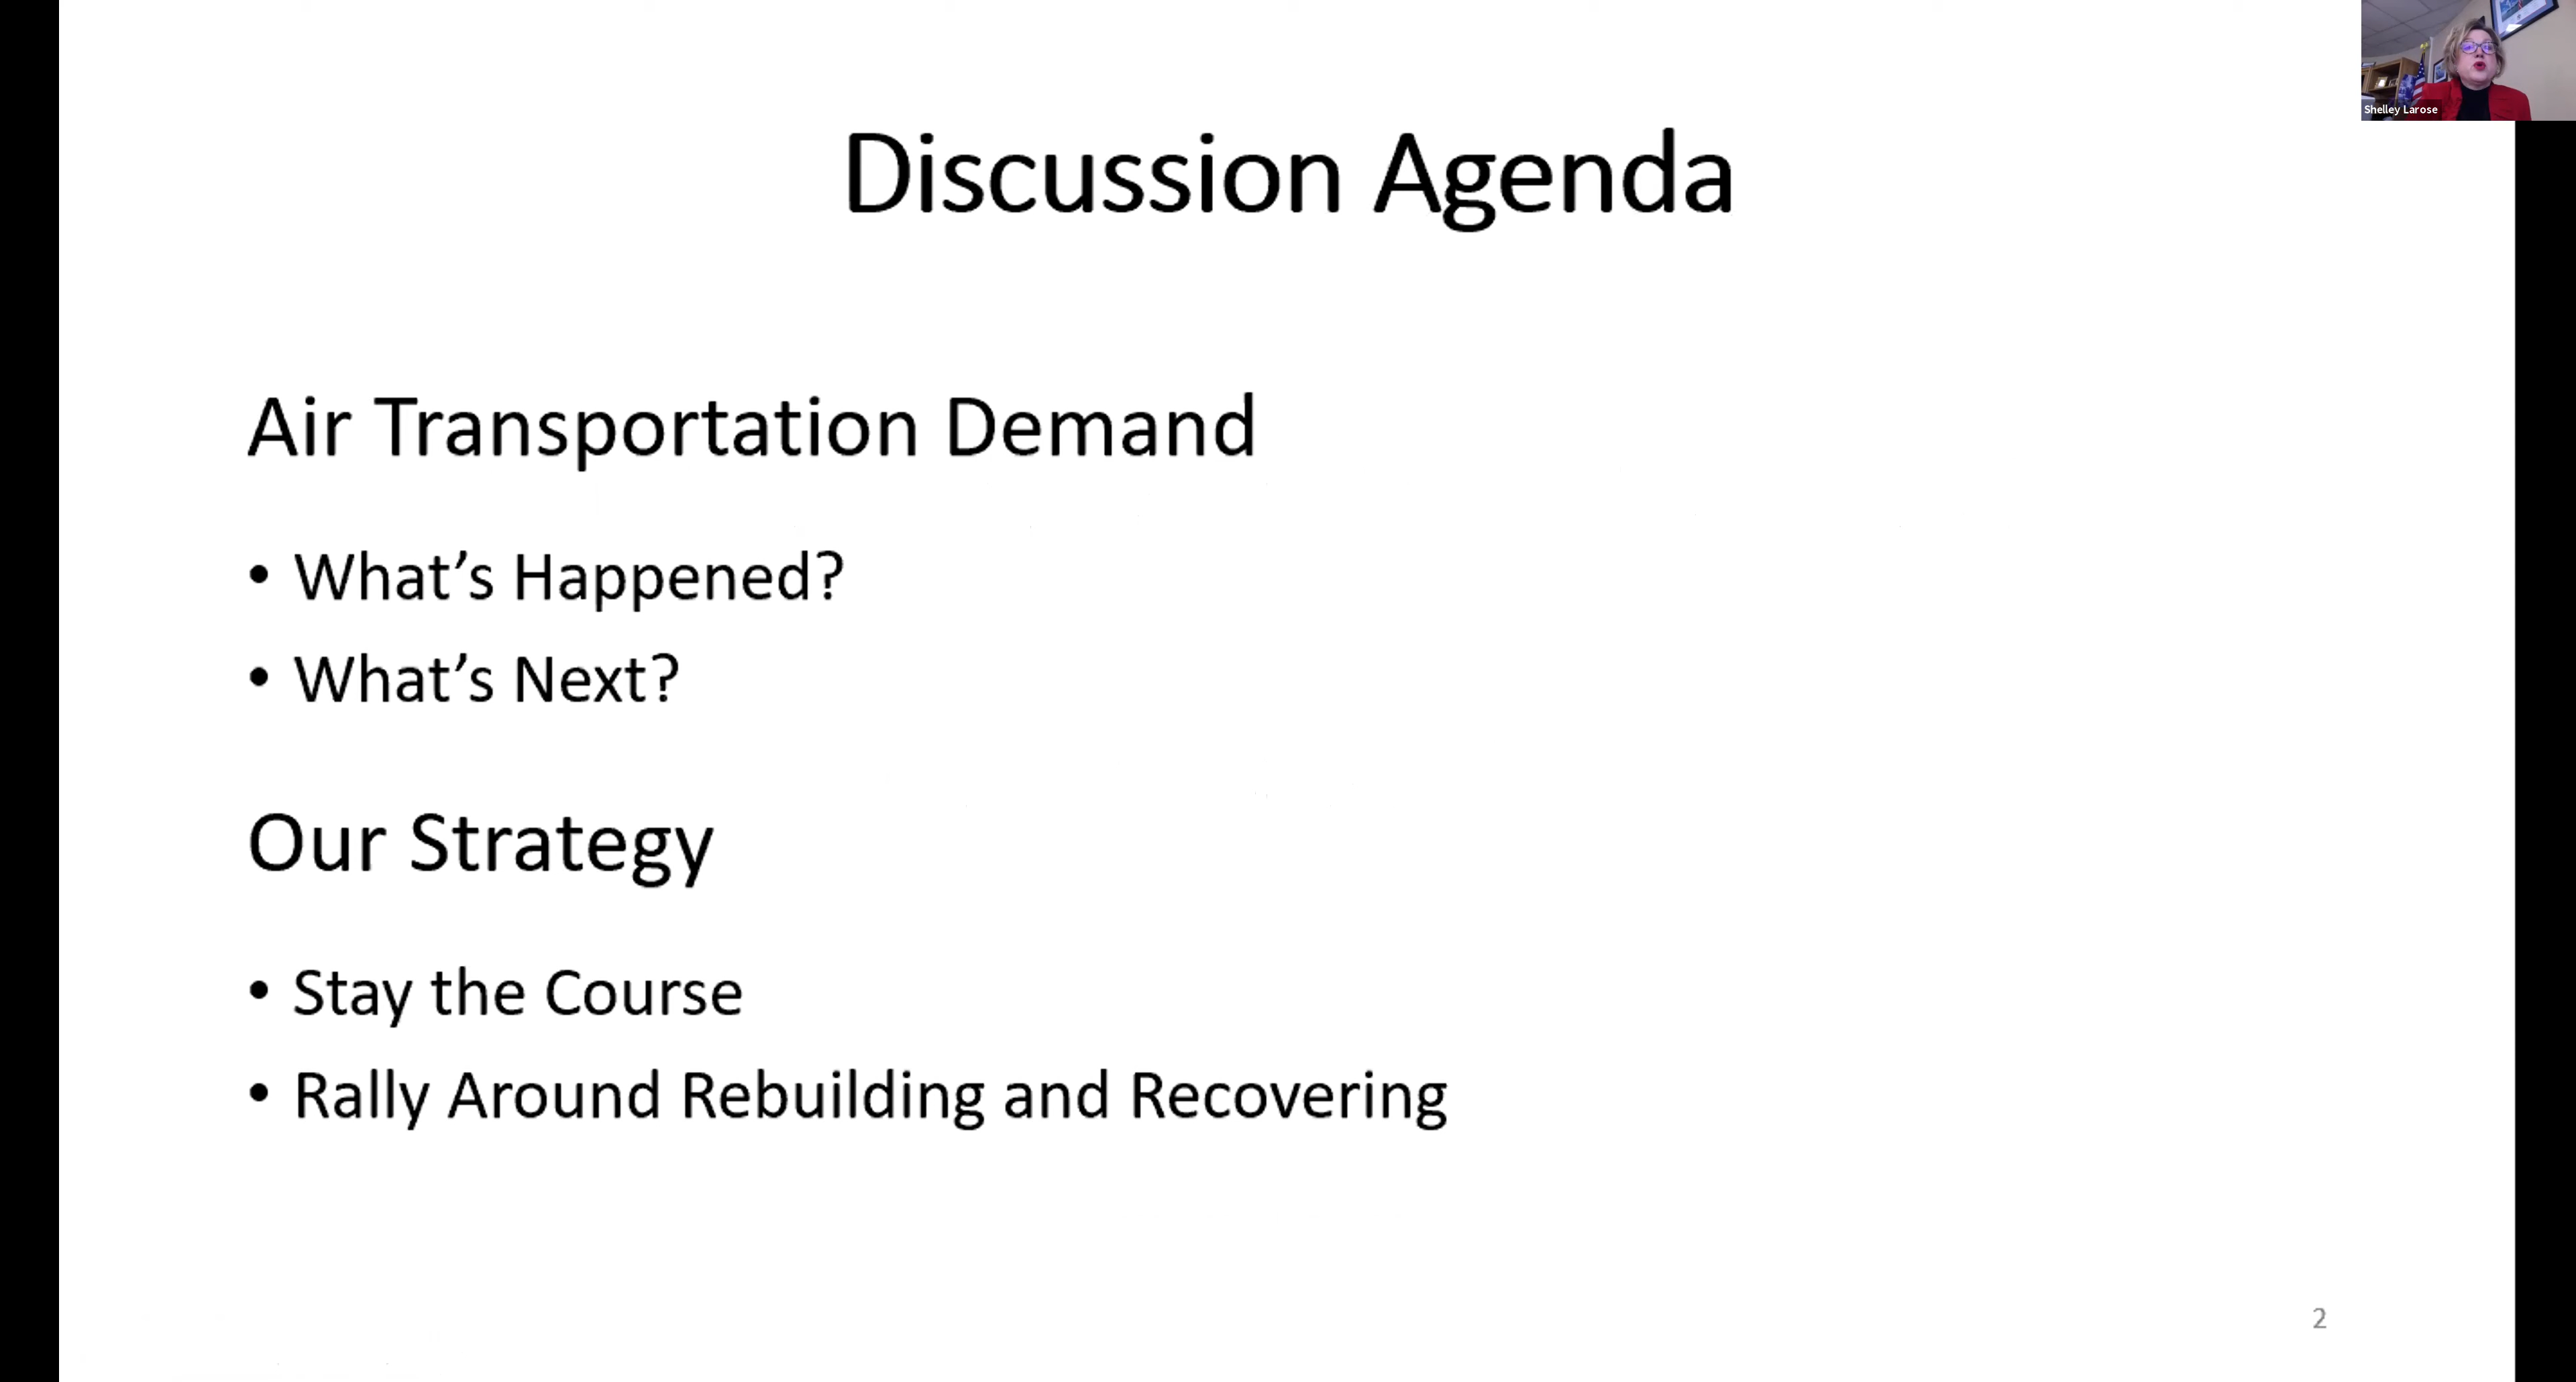 Shelley Larose
Discussion Agenda
Air Transportation Demand
• What’s Happened?
• What’s Next?
Our Strategy
• Stay the Course
• Rally Around Rebuilding and Recovering
2